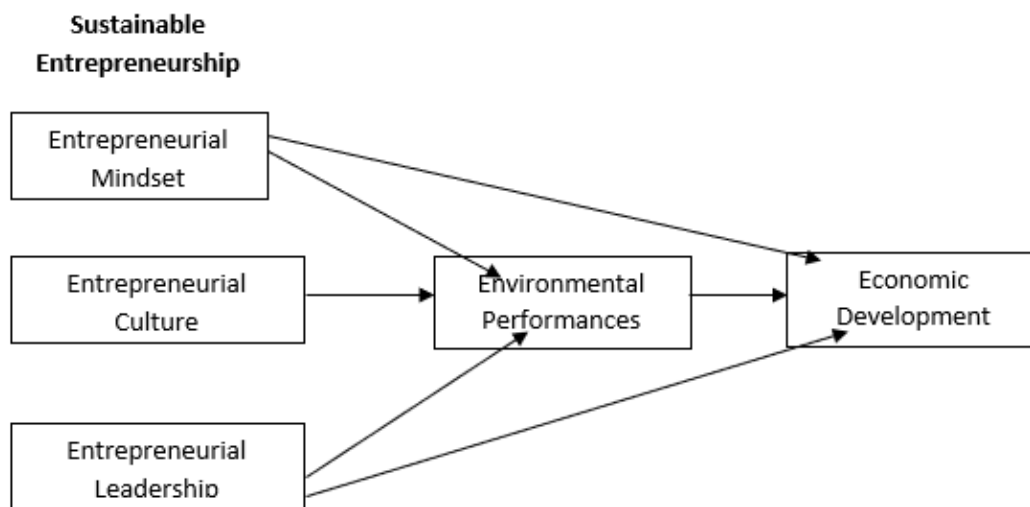 Sustainable
Entrepreneurship
Entrepreneurial
Mindset
Entrepreneurial
Culture
Environmental
Performances
Economic
Development
Entrepreneurial
Leadership